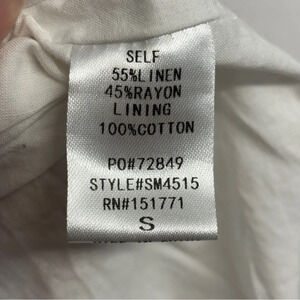 SELF
55%LINEN
45%RAYON
LINING
100%COTTON
PO#72849
STYLE#SM4515
RN#151771
S